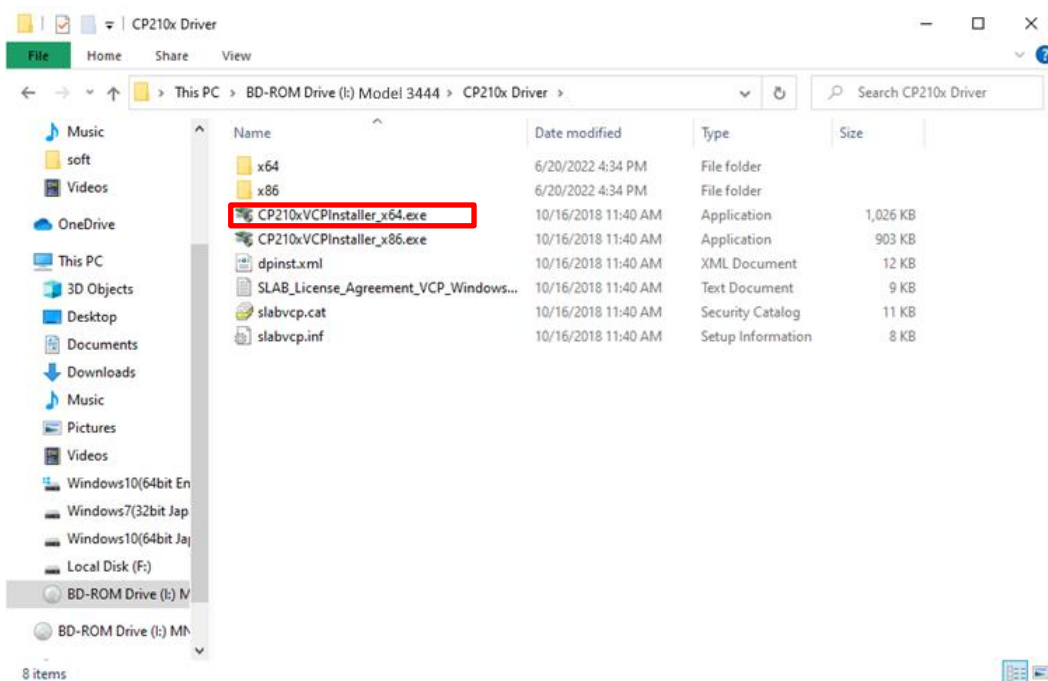 CP210x Driver
File Home Share View
This PC > BD-ROM Drive (I:) Model 3444 > CP210x Driver >
Search CP210x Driver
Music
soft
Videos
OneDrive
This PC
3D Objects
Desktop
Documents
Downloads
Music
Pictures
Videos
Windows10(64bit En
Windows7(32bit Jap
Windows10(64bit Jap
Local Disk (F:)
BD-ROM Drive (I:) M
BD-ROM Drive (I:) MN
Name Date modified Type Size
x64 6/20/2022 4:34 PM File folder
x86 6/20/2022 4:34 PM File folder
CP210xVCPInstaller_x64.exe 10/16/2018 11:40 AM Application 1,026 KB
CP210xVCPInstaller_x86.exe 10/16/2018 11:40 AM Application 903 KB
dpinst.xml 10/16/2018 11:40 AM XML Document 12 KB
SLAB_License_Agreement_VCP_Windows... 10/16/2018 11:40 AM Text Document 9 KB
slabvcp.cat 10/16/2018 11:40 AM Security Catalog 11 KB
slabvcp.inf 10/16/2018 11:40 AM Setup Information 8 KB
8 items